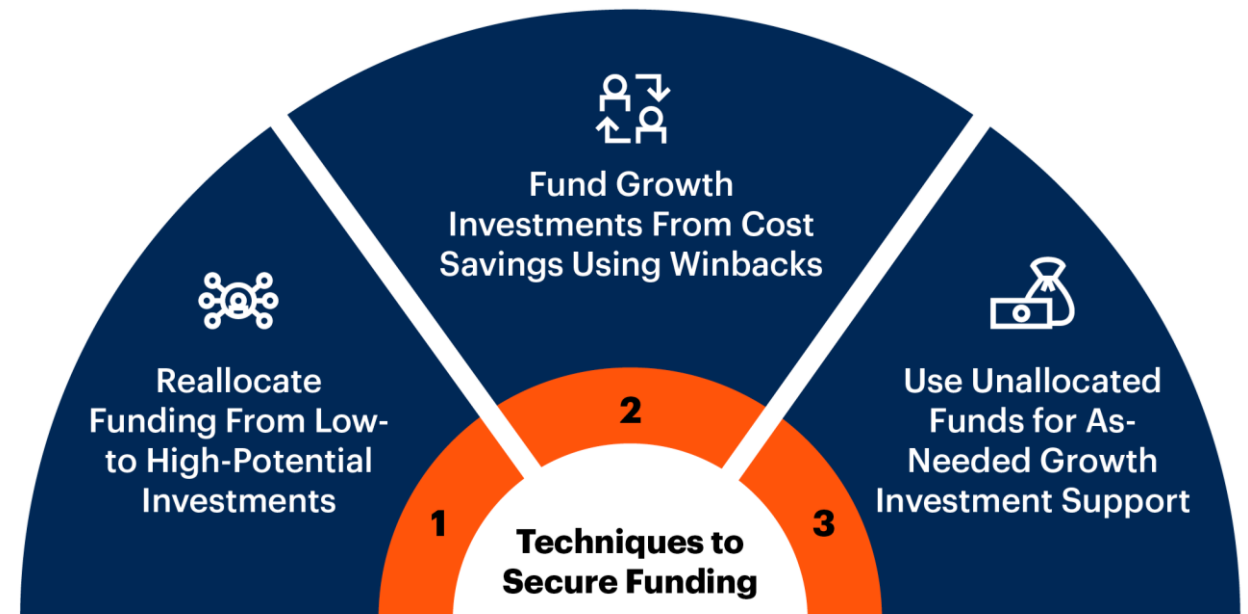 Techniques to
Secure Funding
1
Reallocate
Funding From Low-
to High-Potential
Investments
2
Fund Growth
Investments From Cost
Savings Using Winbacks
3
Use Unallocated
Funds for As-
Needed Growth
Investment Support